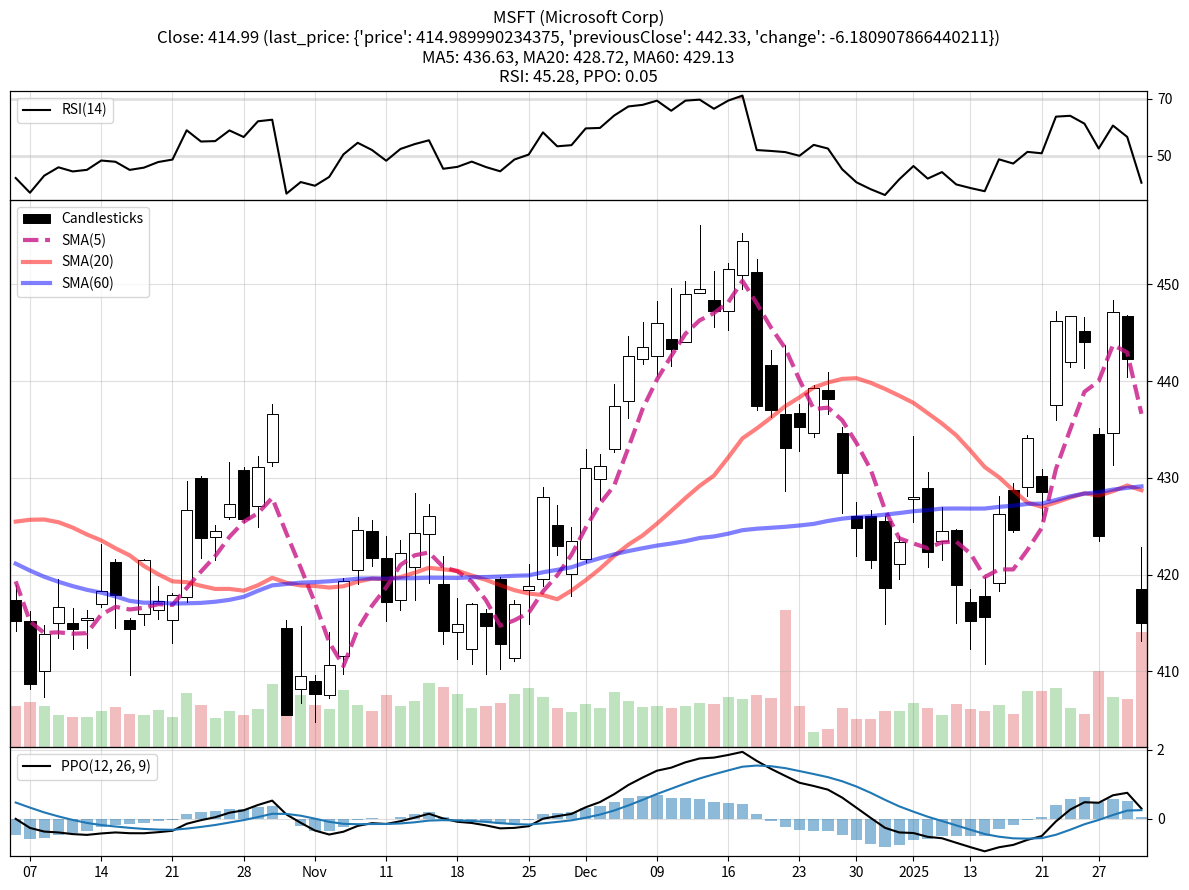 MSFT (Microsoft Corp)
Close: 414.99 (last_price: {'price': 414.989990234375, 'previousClose': 442.33, 'change': -6.180907866440211})
MA5: 436.63, MA20: 428.72, MA60: 429.13
RSI: 45.28, PPO: 0.05
RSI(14)
70
50
Candlesticks
SMA(5)
SMA(20)
SMA(60)
450
440
430
420
410
PPO(12, 26, 9)
2
0
07 14 21 28 Nov 11 18 25 Dec 09 16 23 30 2025 13 21 27